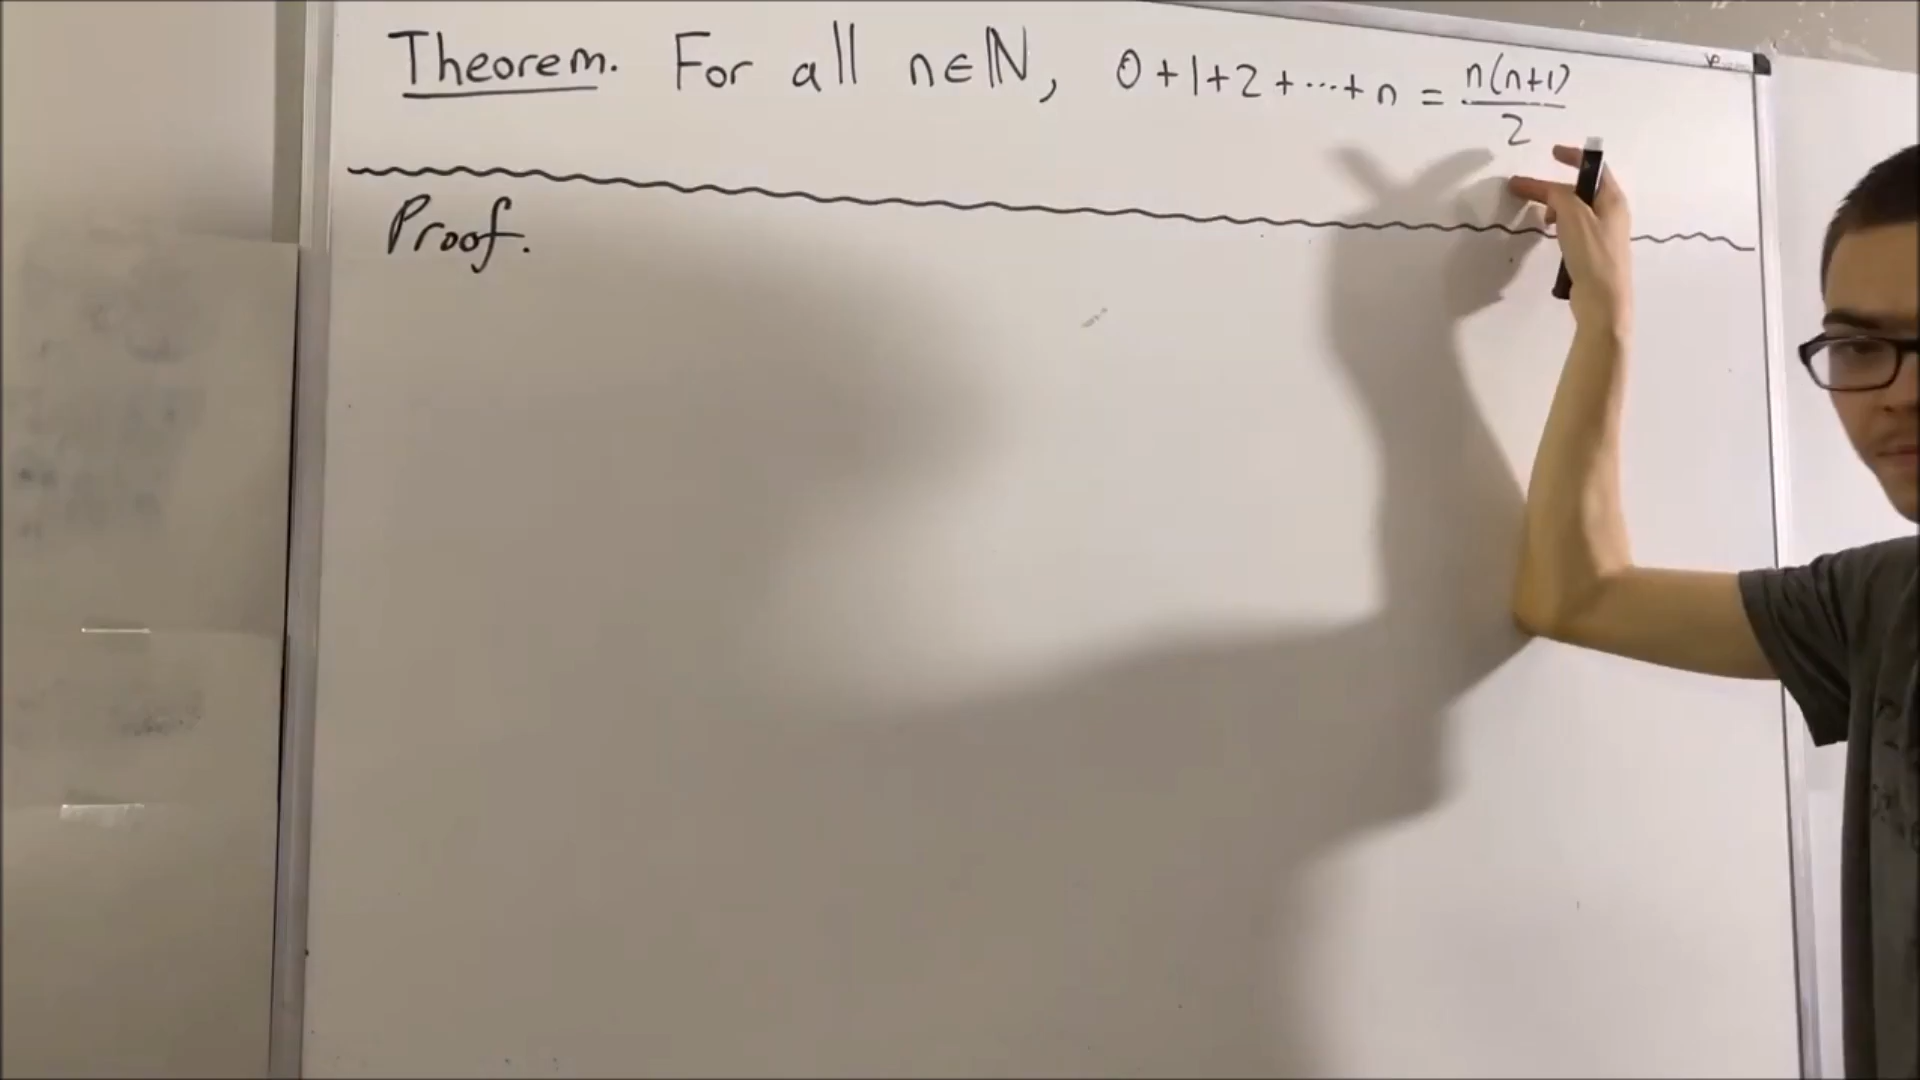 Theorem. For all n∈ℕ, 0+1+2+···+n = n(n+1)/2
Proof.